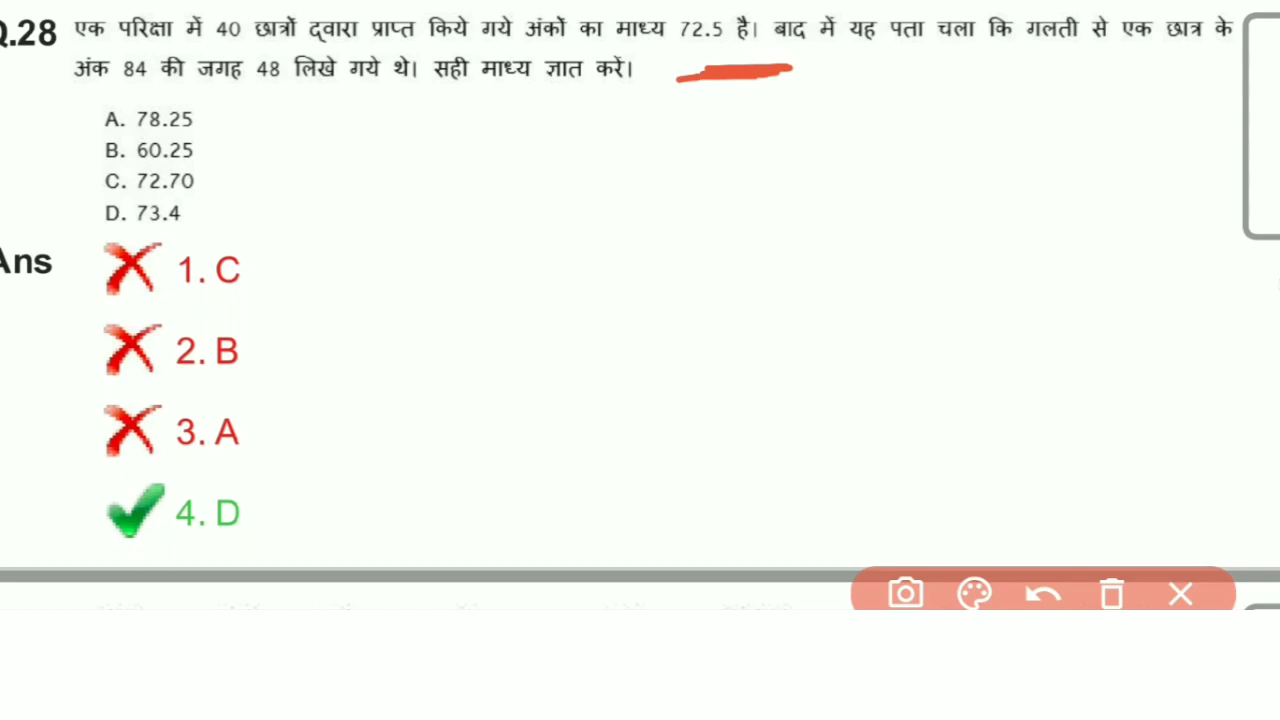 Q.28 एक परिक्षा में 40 छात्रों द्वारा प्राप्त किये गये अंकों का माध्य 72.5 है। बाद में यह पता चला कि गलती से एक छात्र के
अंक 84 की जगह 48 लिखे गये थे। सही माध्य ज्ञात करें।
A. 78.25
B. 60.25
C. 72.70
D. 73.4
Ans
1. C
2. B
3. A
4. D